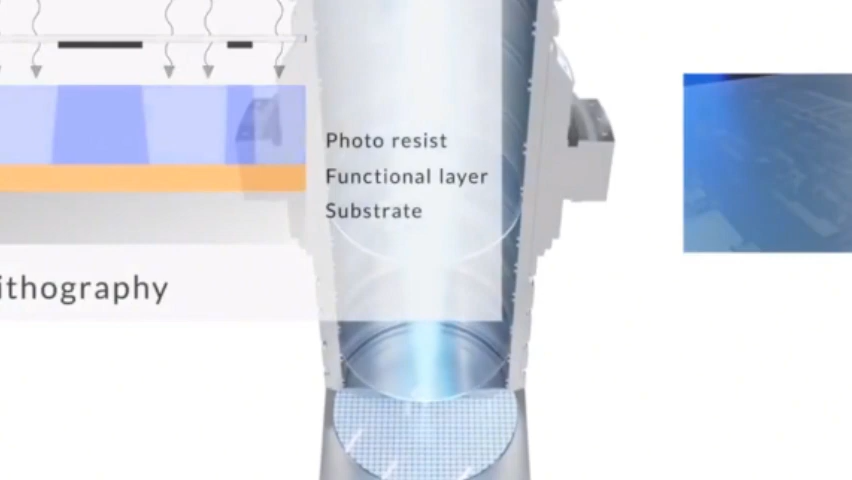 Photo resist
Functional layer
Substrate
ithography